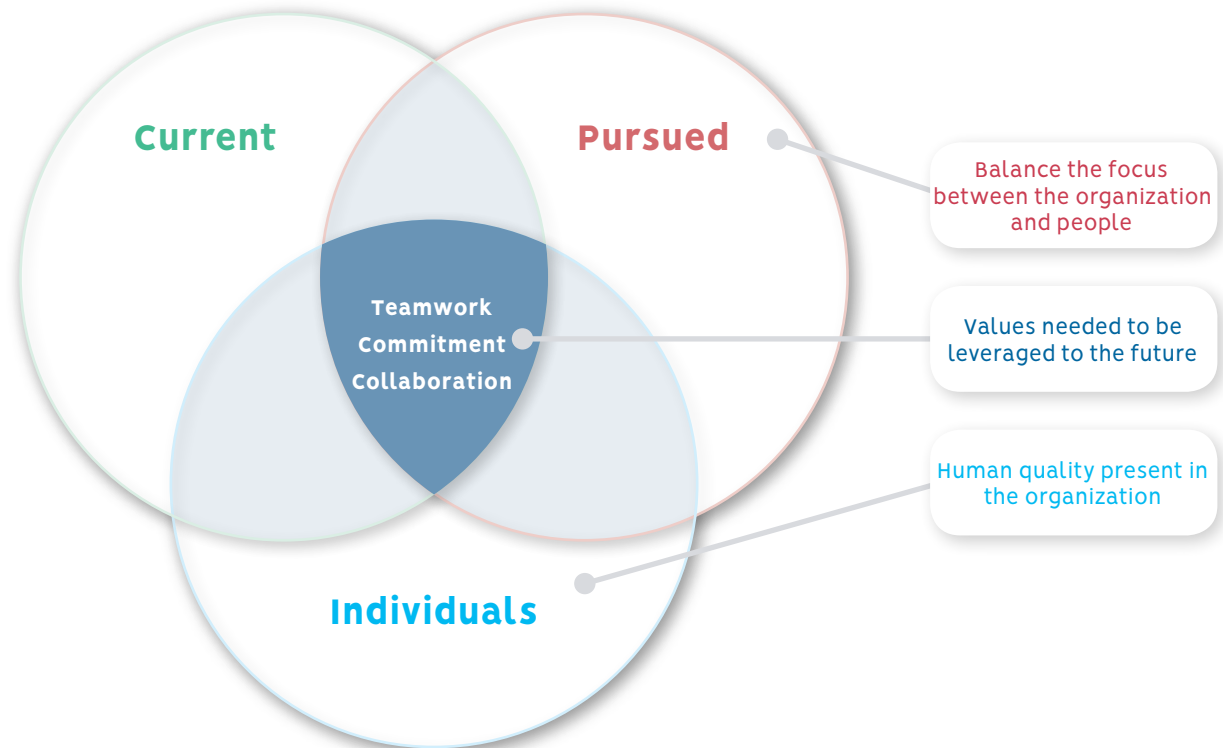 Current
Pursued
Balance the focus
between the organization
and people
Teamwork
Commitment
Collaboration
Values needed to be
leveraged to the future
Human quality present in
the organization
Individuals